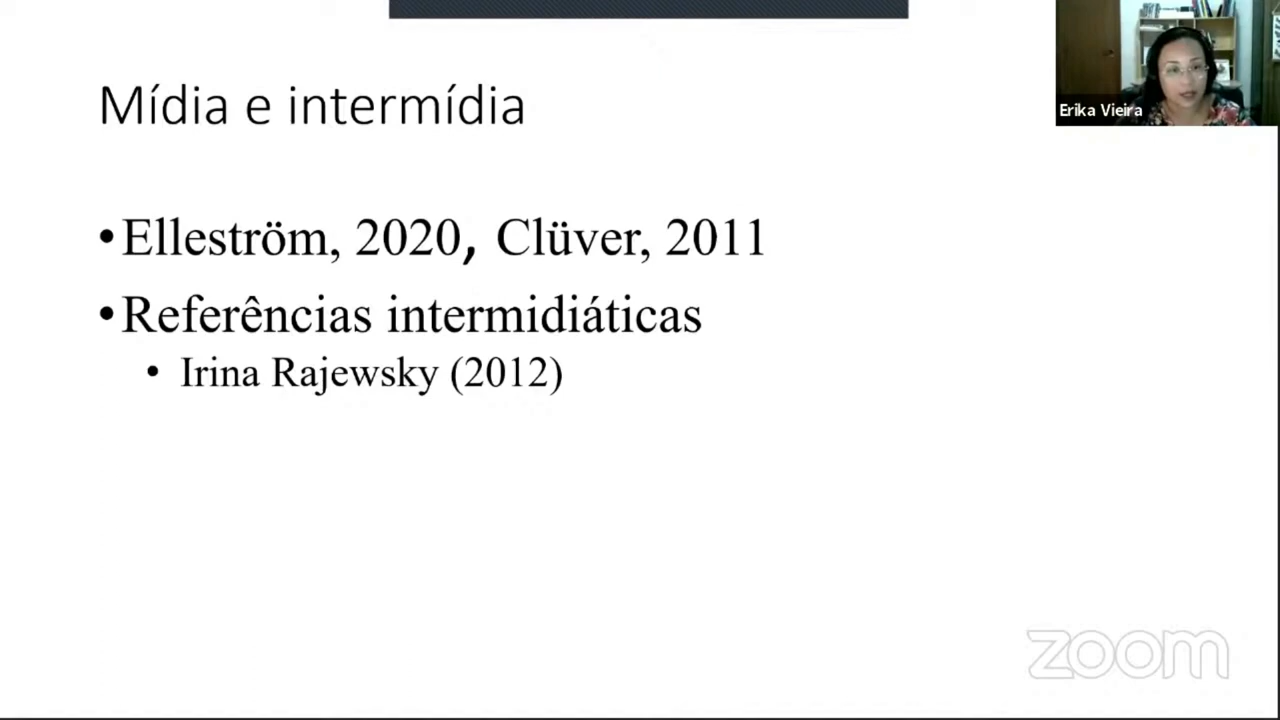 Mídia e intermídia
Erika Vieira
•Elleström, 2020, Clüver, 2011
•Referências intermidiáticas
• Irina Rajewsky (2012)
zoom